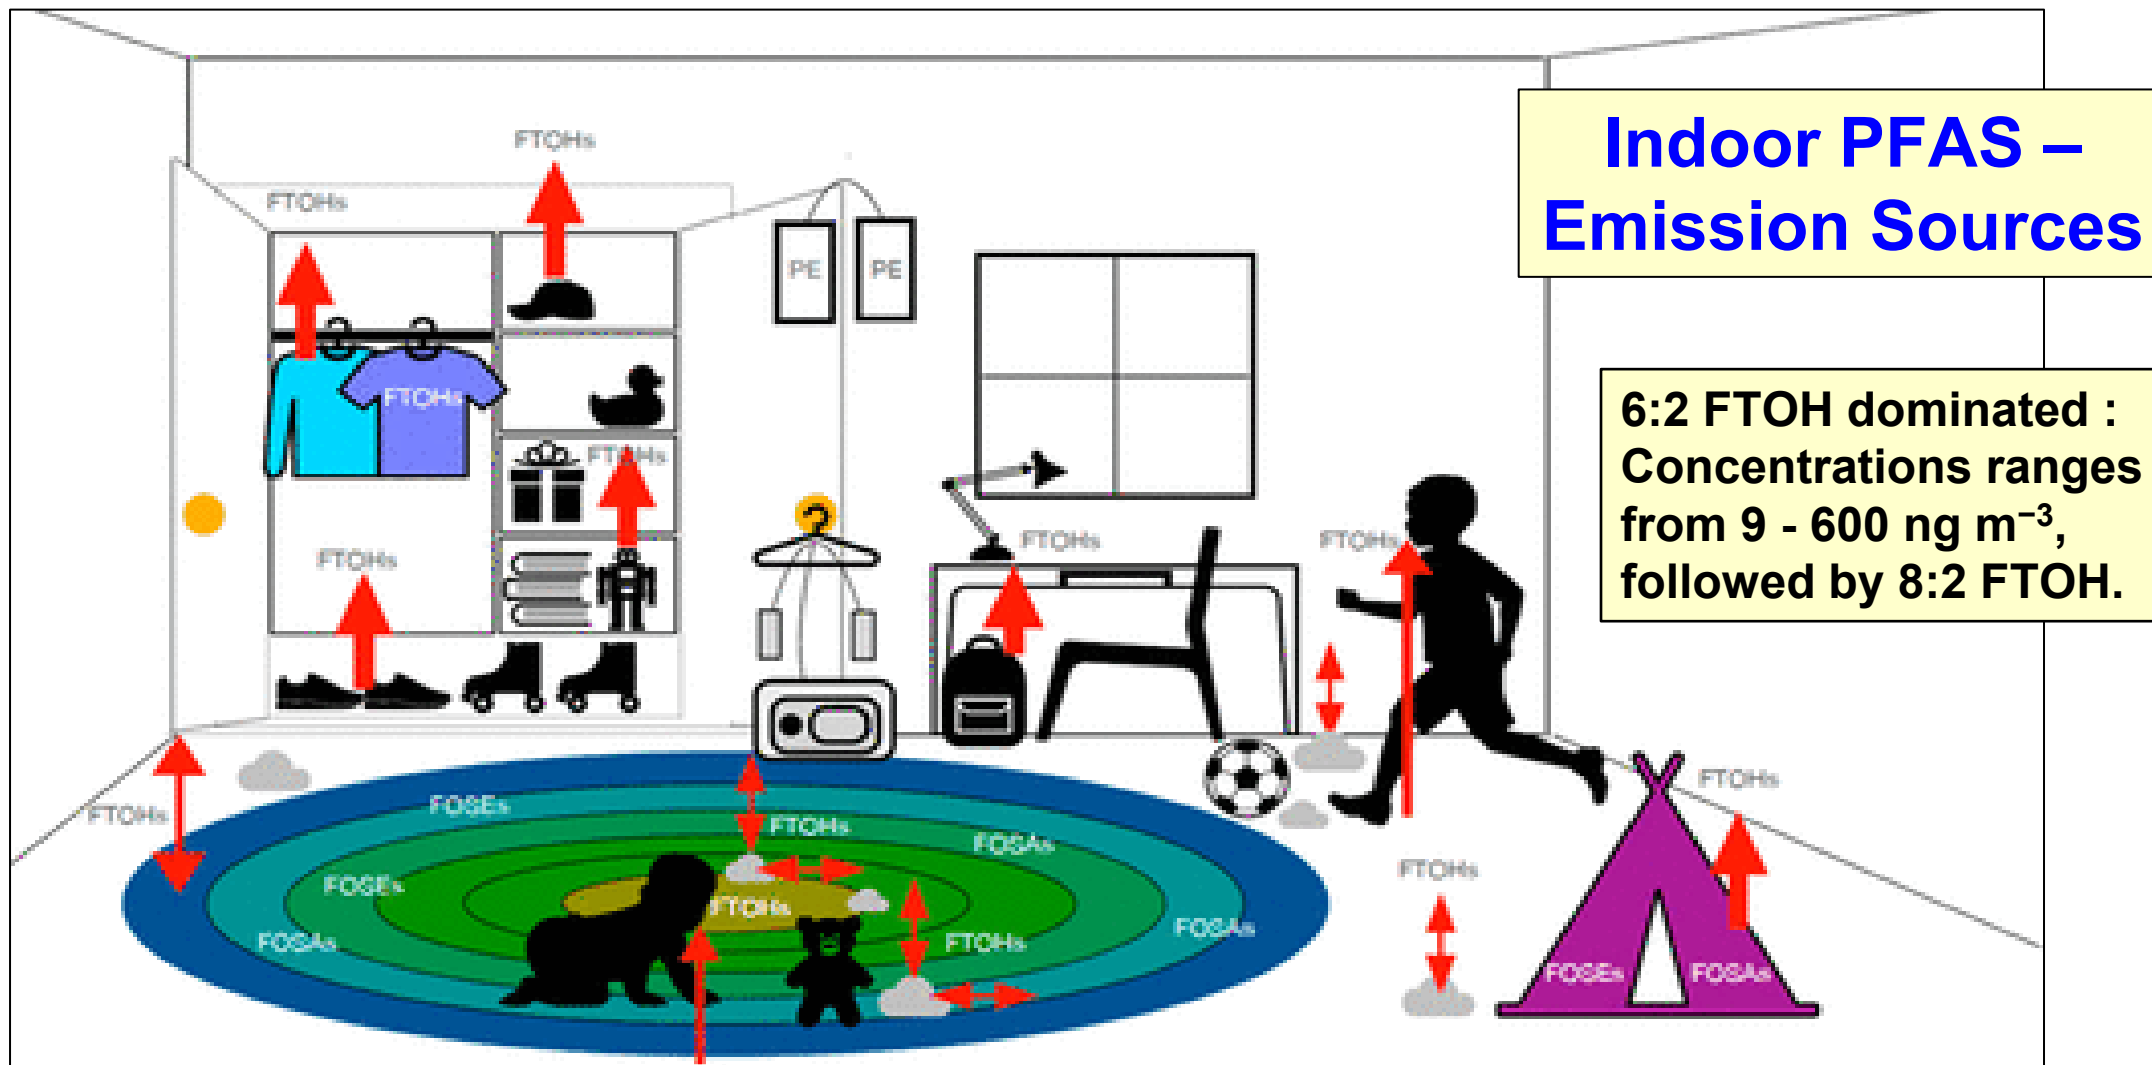 Indoor PFAS –
Emission Sources
6:2 FTOH dominated :
Concentrations ranges
from 9 - 600 ng m⁻³,
followed by 8:2 FTOH.
FTOHs
FTOHs
PE
PE
FTOHs
FTOHs
FTOHs
FTOHs
FTOHs
FTOHs
FTOHs
FOSEs
FTOHs
FOSAs
FOSEs
FTOHs
FTOHs
FOSAs
FTOHs
FOSAs
FOSEs
FOSAs